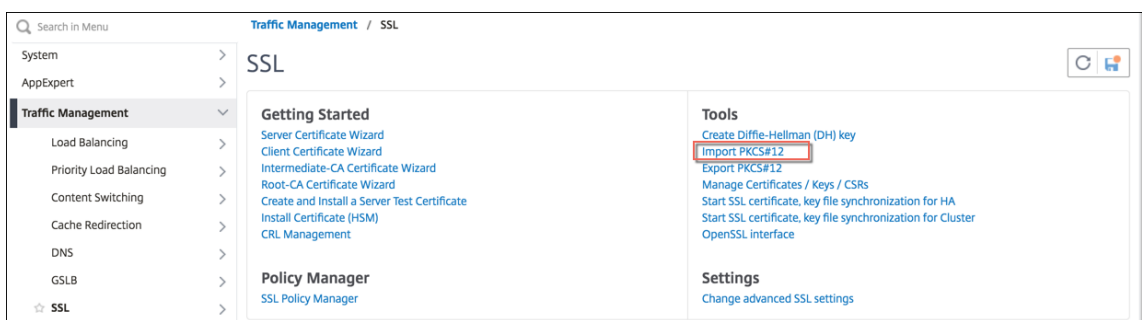 Search in Menu
System
AppExpert
Traffic Management
Load Balancing
Priority Load Balancing
Content Switching
Cache Redirection
DNS
GSLB
SSL
Traffic Management / SSL
SSL
Getting Started
Server Certificate Wizard
Client Certificate Wizard
Intermediate-CA Certificate Wizard
Root-CA Certificate Wizard
Create and Install a Server Test Certificate
Install Certificate (HSM)
CRL Management
Policy Manager
SSL Policy Manager
Tools
Create Diffie-Hellman (DH) key
Import PKCS#12
Export PKCS#12
Manage Certificates / Keys / CSRs
Start SSL certificate, key file synchronization for HA
Start SSL certificate, key file synchronization for Cluster
OpenSSL interface
Settings
Change advanced SSL settings